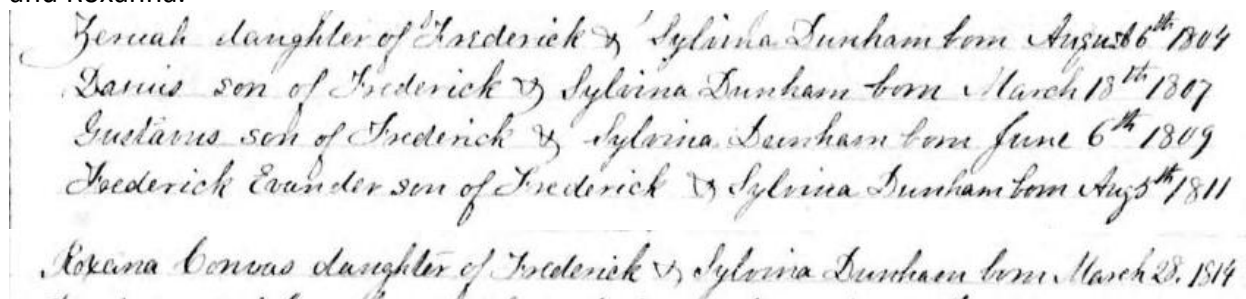 and Roxanna.
Zeruah daughter of Frederick & Sylvina Dunham born August 6th 1804
Darius son of Frederick & Sylvina Dunham born March 18th 1807
Gustavus son of Frederick & Sylvina Dunham born June 6th 1809
Frederick Evander son of Frederick & Sylvina Dunham born Aug 5th 1811
Roxana daughter of Frederick & Sylvina Dunham born March 28. 1814